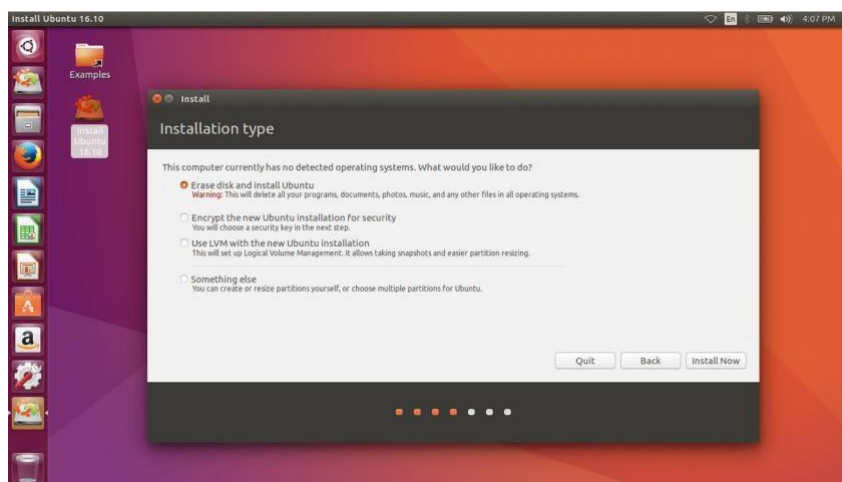 Install Ubuntu 16.10
En
4:07 PM
Examples
Install
Ubuntu
16.10
Install
Installation type
This computer currently has no detected operating systems. What would you like to do?
Erase disk and install Ubuntu
Warning: This will delete all your programs, documents, photos, music, and any other files in all operating systems.
Encrypt the new Ubuntu installation for security
You will choose a security key in the next step.
Use LVM with the new Ubuntu installation
This will set up Logical Volume Management. It allows taking snapshots and easier partition resizing.
Something else
You can create or resize partitions yourself, or choose multiple partitions for Ubuntu.
Quit
Back
Install Now